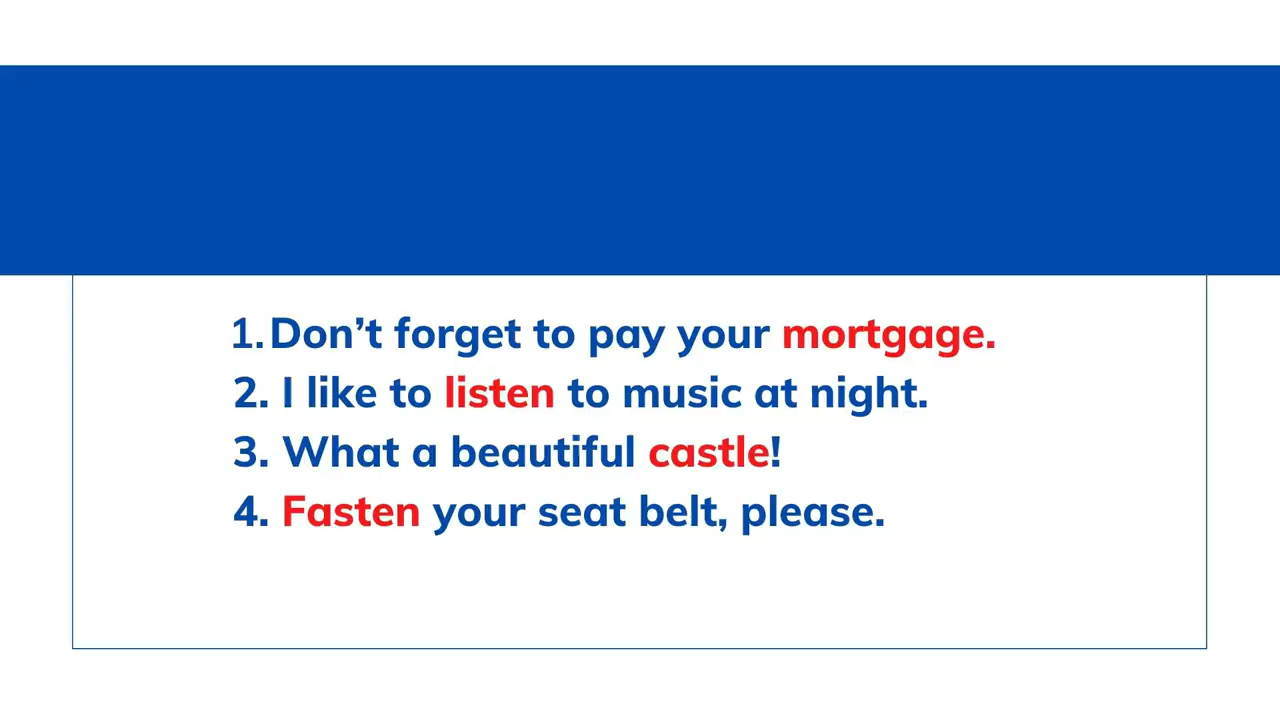 1. Don’t forget to pay your mortgage.
2. I like to listen to music at night.
3. What a beautiful castle!
4. Fasten your seat belt, please.